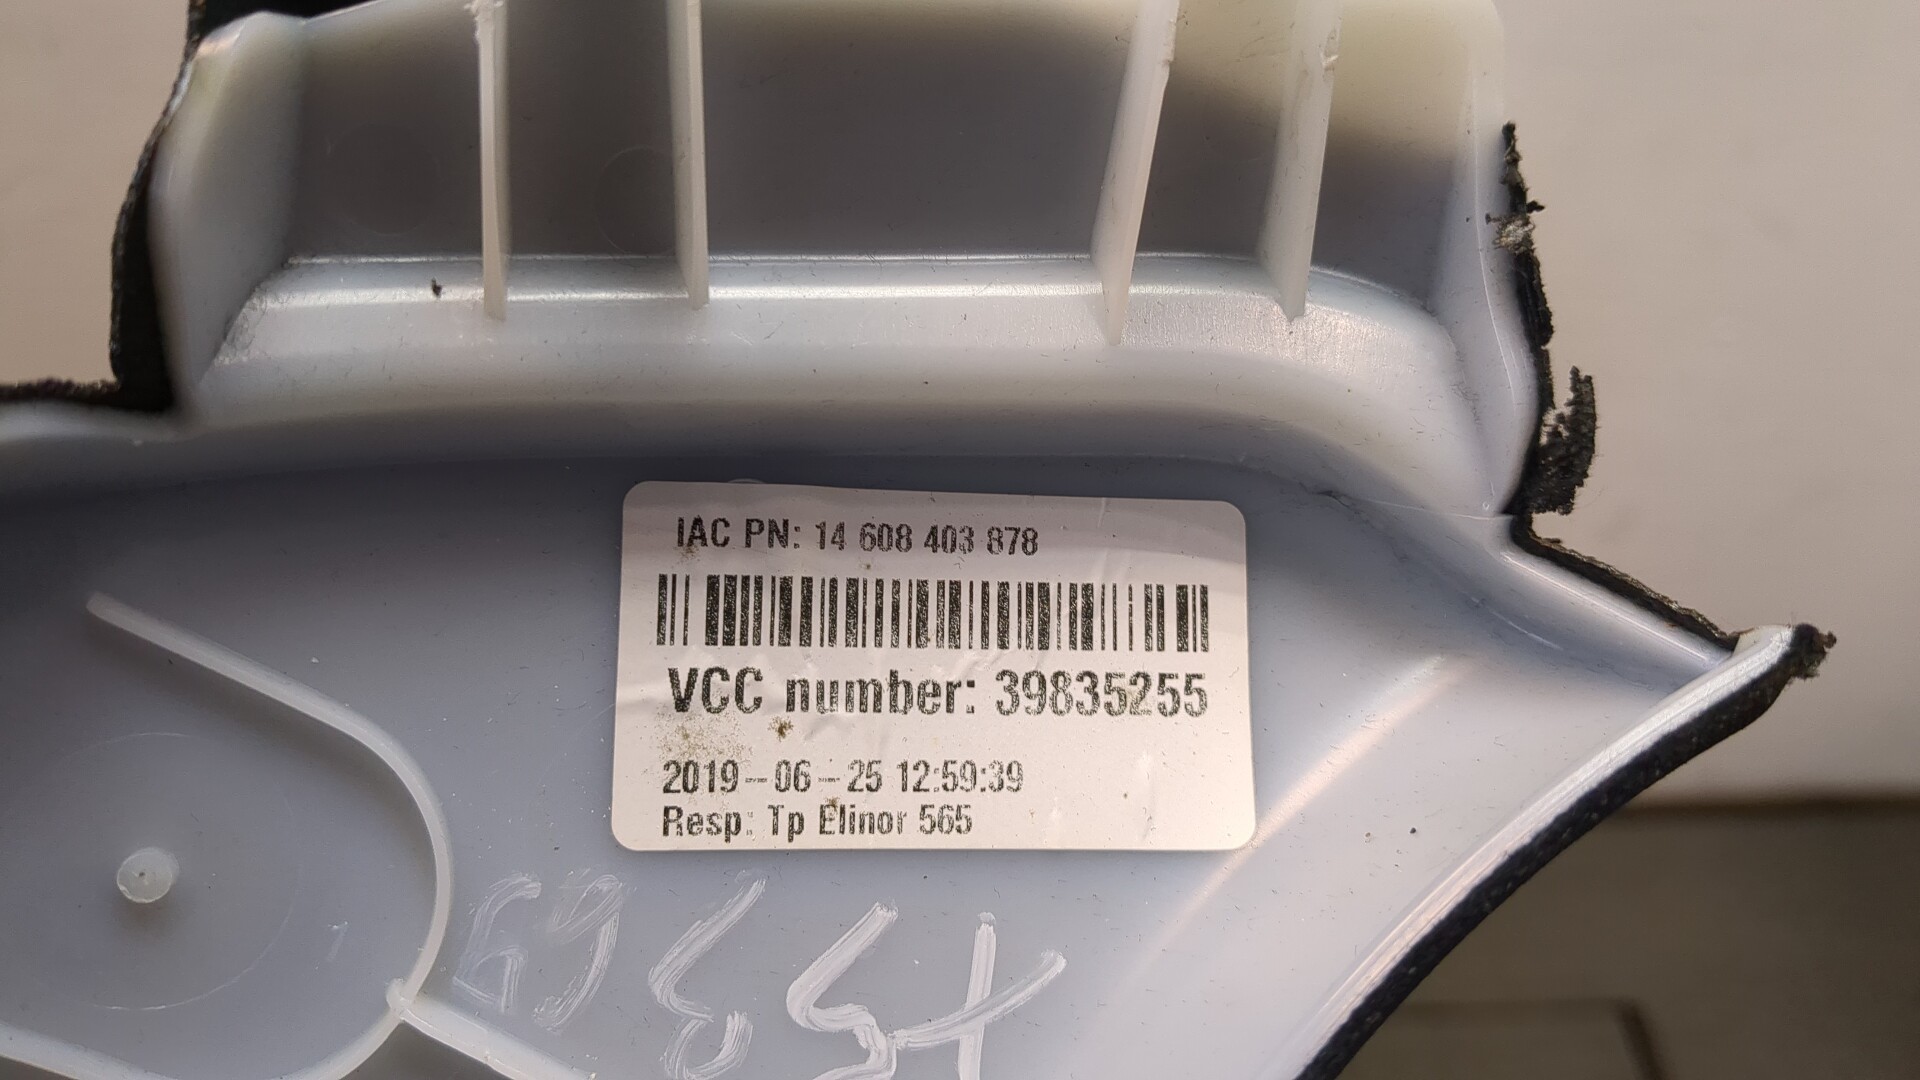 IAC PN: 14 608 403 878
VCC number: 39835255
2019-06-25 12:59:39
Resp: Tp Elinor 565